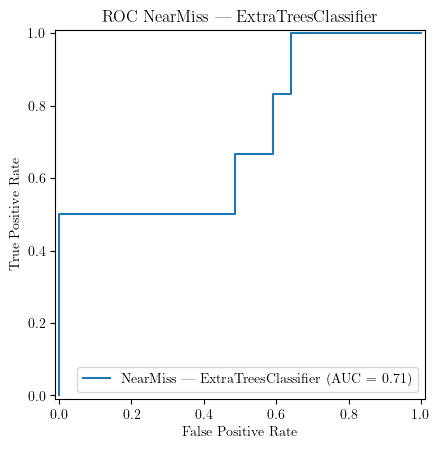 ROC NearMiss — ExtraTreesClassifier
1.0
0.8
0.6
0.4
0.2
0.0
True Positive Rate
NearMiss — ExtraTreesClassifier (AUC = 0.71)
0.0 0.2 0.4 0.6 0.8 1.0
False Positive Rate